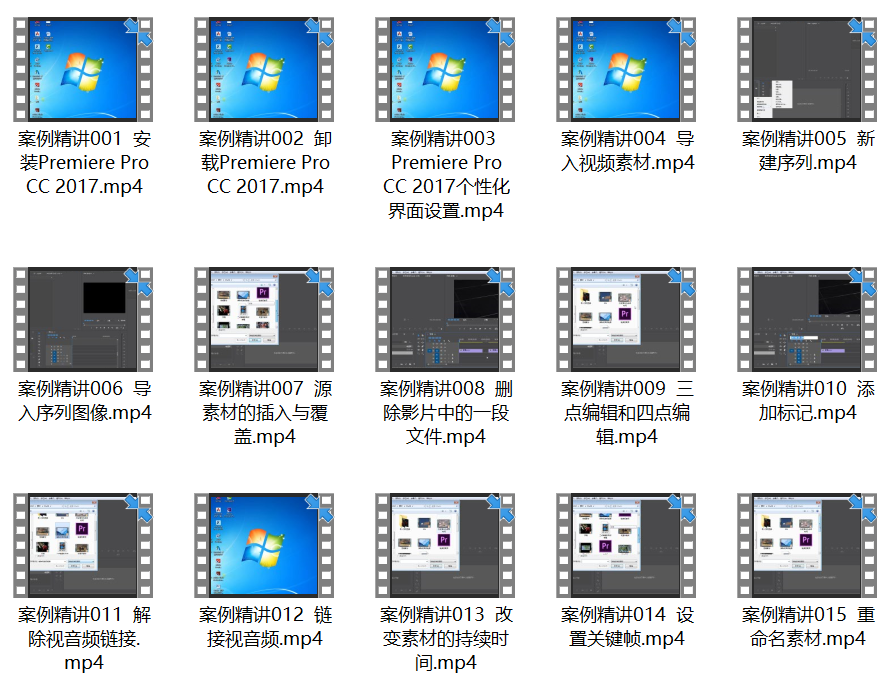 案例精讲001 安
装Premiere Pro
CC 2017.mp4
案例精讲002 卸
载Premiere Pro
CC 2017.mp4
案例精讲003
Premiere Pro
CC 2017个性化
界面设置.mp4
案例精讲004 导
入视频素材.mp4
案例精讲005 新
建序列.mp4
案例精讲006 导
入序列图像.mp4
案例精讲007 源
素材的插入与覆
盖.mp4
案例精讲008 删
除影片中的一段
文件.mp4
案例精讲009 三
点编辑和四点编
辑.mp4
案例精讲010 添
加标记.mp4
案例精讲011 解
除视音频链接.
mp4
案例精讲012 链
接视音频.mp4
案例精讲013 改
变素材的持续时
间.mp4
案例精讲014 设
置关键帧.mp4
案例精讲015 重
命名素材.mp4